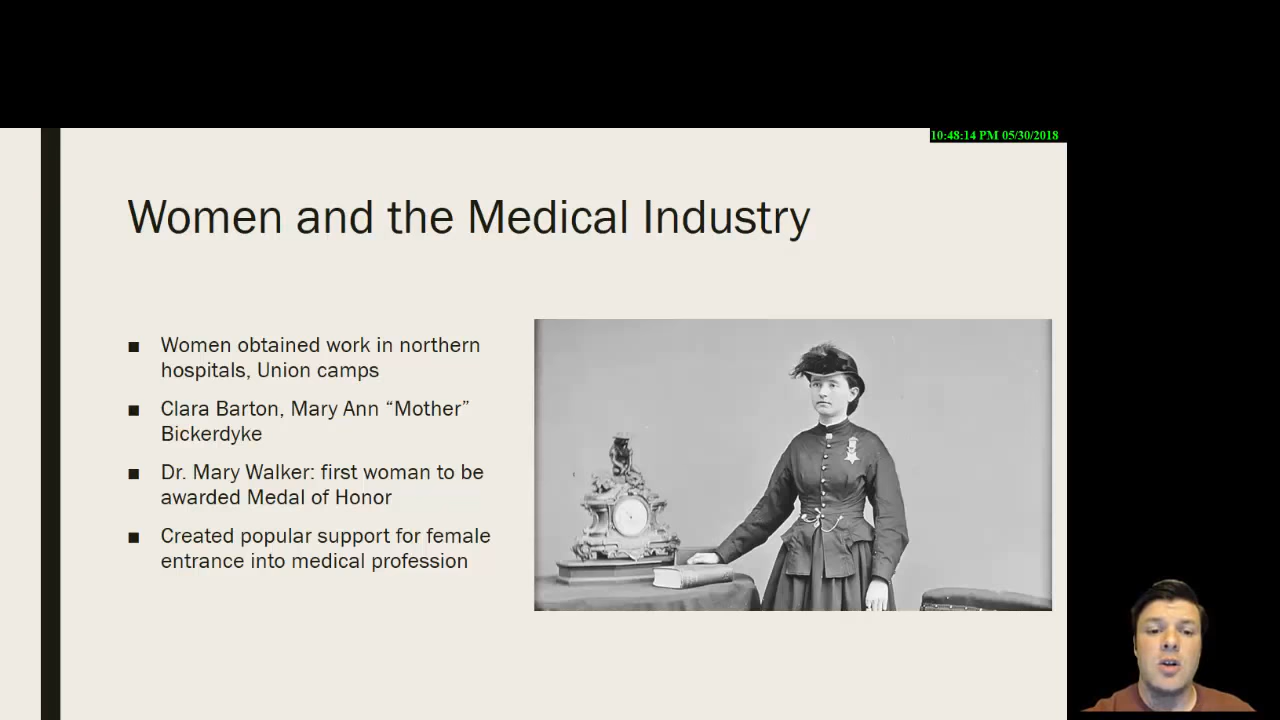 10:48:14 PM 05/30/2018
Women and the Medical Industry
■ Women obtained work in northern
hospitals, Union camps
■ Clara Barton, Mary Ann “Mother”
Bickerdyke
■ Dr. Mary Walker: first woman to be
awarded Medal of Honor
■ Created popular support for female
entrance into medical profession